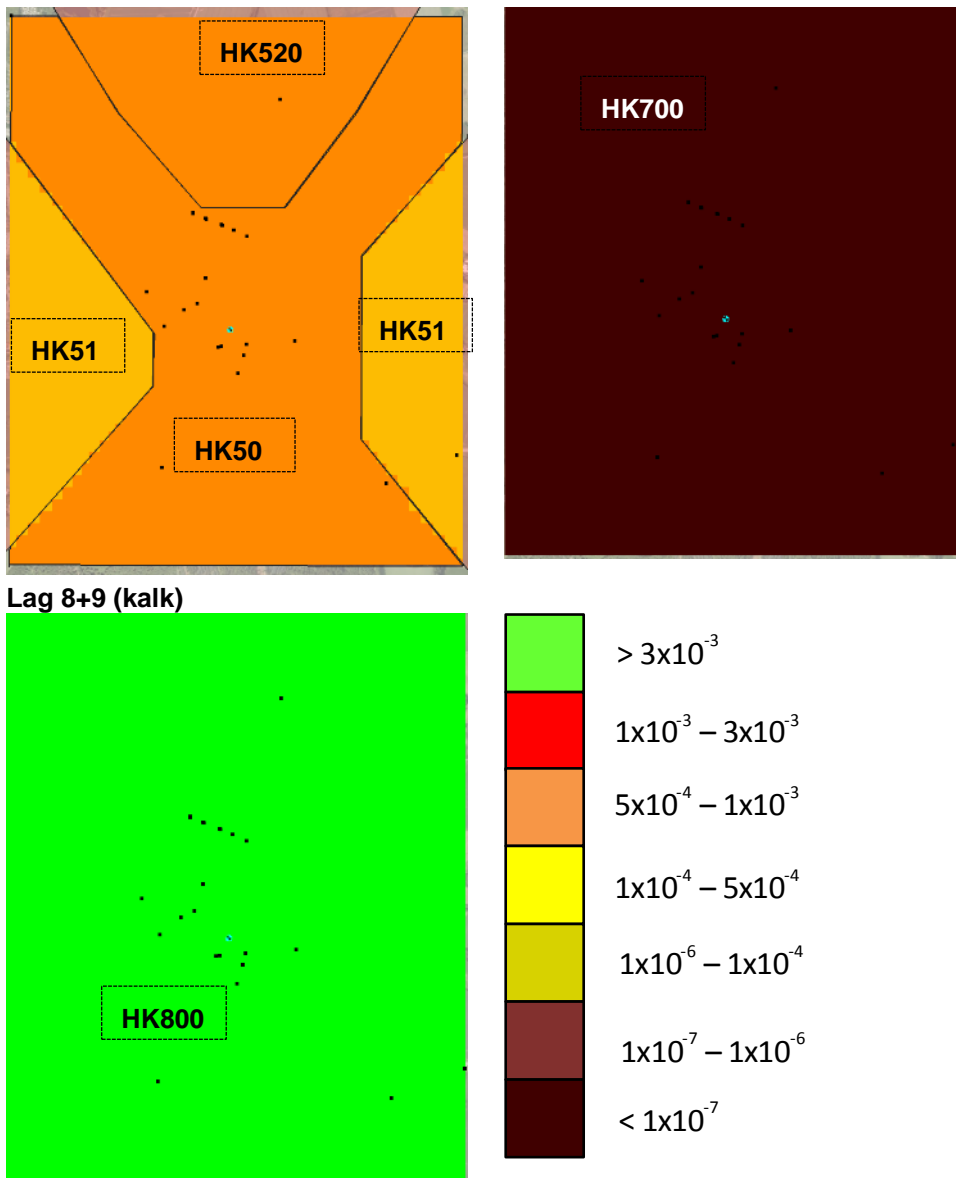 HK520
HK700
HK51
HK51
HK50
Lag 8+9 (kalk)
HK800
> 3x10⁻³
1x10⁻³ – 3x10⁻³
5x10⁻⁴ – 1x10⁻³
1x10⁻⁴ – 5x10⁻⁴
1x10⁻⁶ – 1x10⁻⁴
1x10⁻⁷ – 1x10⁻⁶
< 1x10⁻⁷